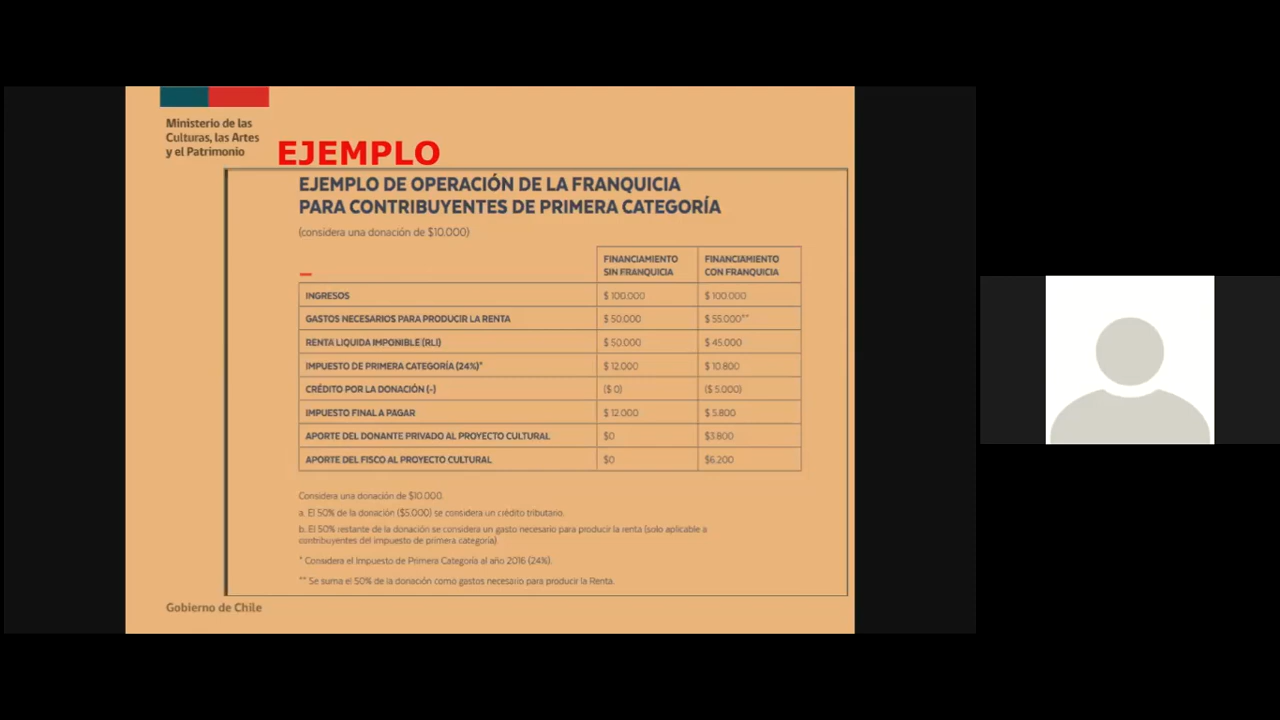 Ministerio de las
Culturas, las Artes
y el Patrimonio
EJEMPLO
EJEMPLO DE OPERACIÓN DE LA FRANQUICIA
PARA CONTRIBUYENTES DE PRIMERA CATEGORÍA
(considera una donación de $10.000)
FINANCIAMIENTO SIN FRANQUICIA FINANCIAMIENTO CON FRANQUICIA
INGRESOS $ 100.000 $ 100.000
GASTOS NECESARIOS PARA PRODUCIR LA RENTA $ 50.000 $ 55.000**
RENTA LIQUIDA IMPONIBLE (RLI) $ 50.000 $ 45.000
IMPUESTO DE PRIMERA CATEGORÍA (24%)* $ 12.000 $ 10.800
CRÉDITO POR LA DONACIÓN (-) ($ 0) ($ 5.000)
IMPUESTO FINAL A PAGAR $ 12.000 $ 5.800
APORTE DEL DONANTE PRIVADO AL PROYECTO CULTURAL $0 $3.800
APORTE DEL FISCO AL PROYECTO CULTURAL $0 $6.200
Considera una donación de $10.000.
a. El 50% de la donación ($5.000) se considera un crédito tributario.
b. El 50% restante de la donación se considera un gasto necesario para producir la renta (solo aplicable a
contribuyentes del impuesto de primera categoría).
* Considera el Impuesto de Primera Categoría al año 2016 (24%).
** Se suma el 50% de la donación como gastos necesario para producir la Renta.
Gobierno de Chile